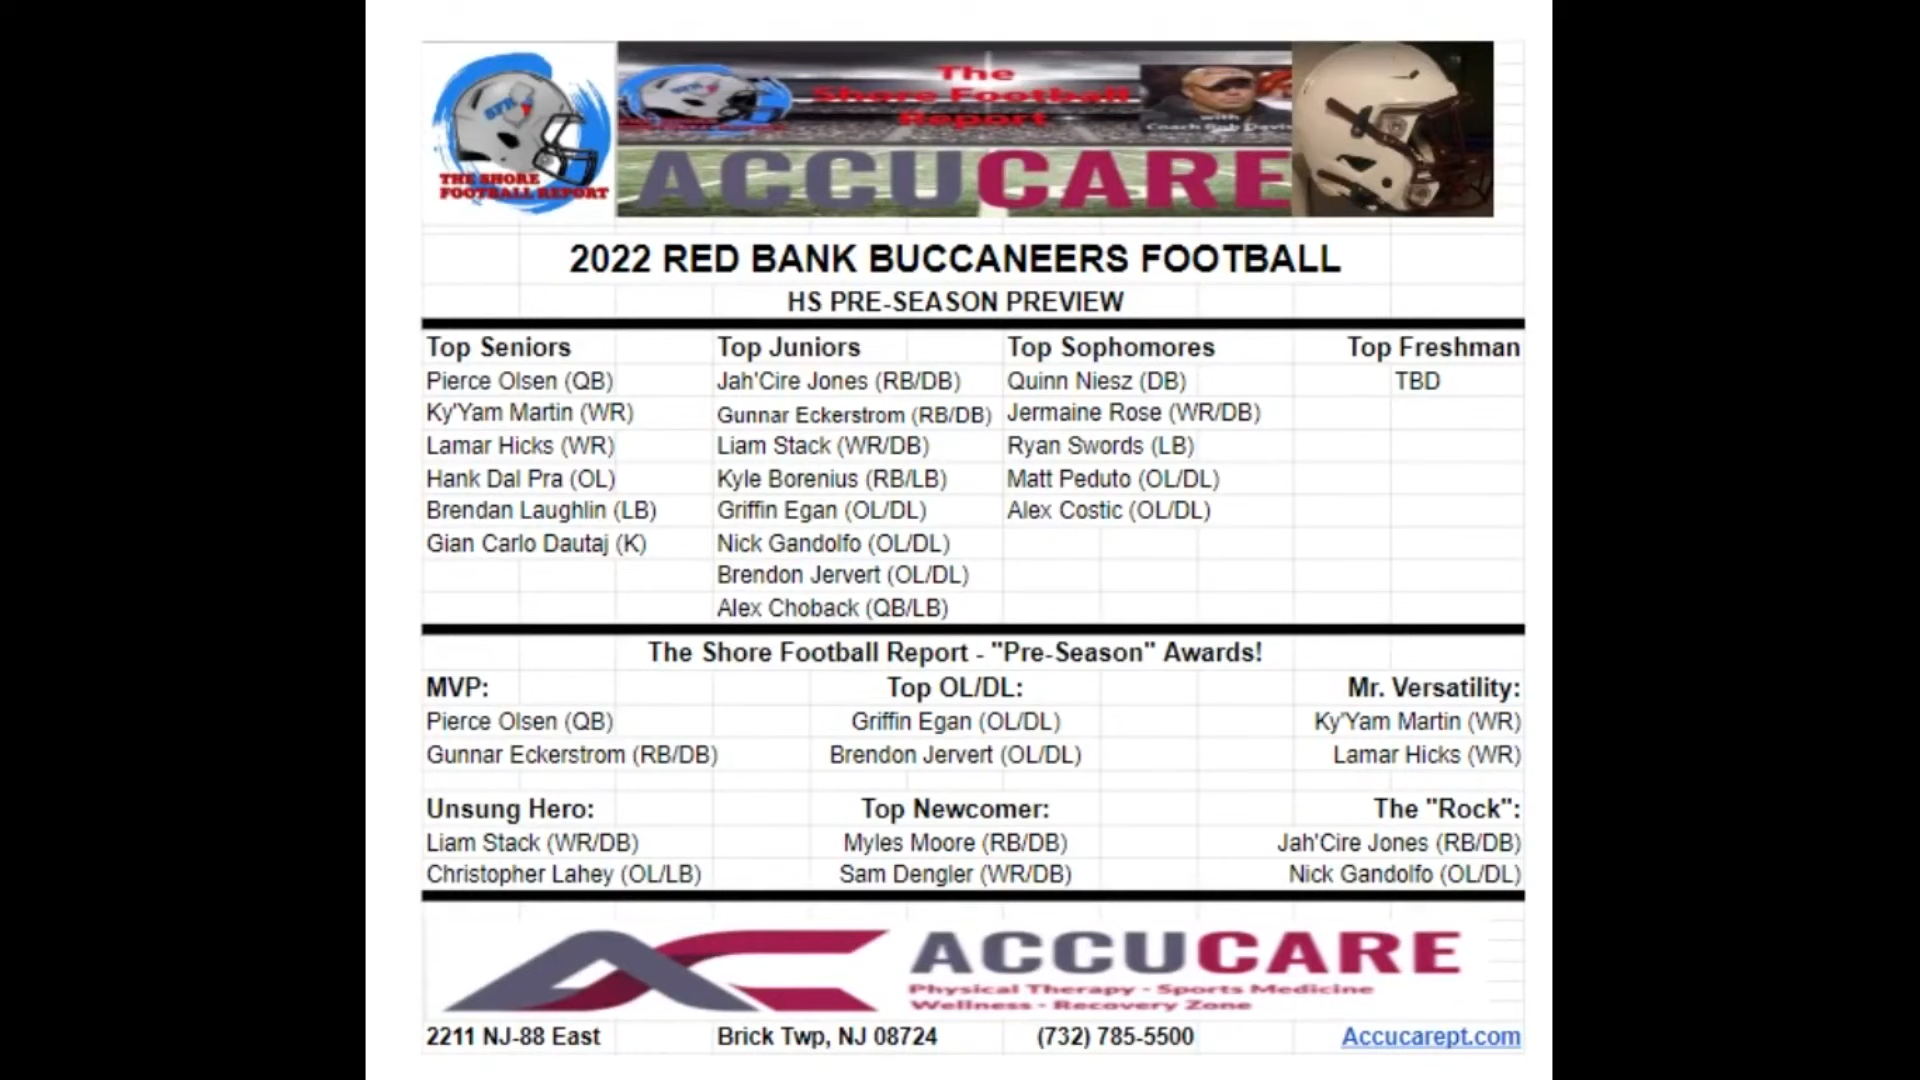 SFR
THE SHORE
FOOTBALL REPORT
The
Shore Football
Report
with
Coach Bob Davis
ACCUCARE
2022 RED BANK BUCCANEERS FOOTBALL
HS PRE-SEASON PREVIEW
Top Seniors Top Juniors Top Sophomores Top Freshman
Pierce Olsen (QB) Jah'Cire Jones (RB/DB) Quinn Niesz (DB) TBD
Ky'Yam Martin (WR) Gunnar Eckerstrom (RB/DB) Jermaine Rose (WR/DB)
Lamar Hicks (WR) Liam Stack (WR/DB) Ryan Swords (LB)
Hank Dal Pra (OL) Kyle Borenius (RB/LB) Matt Peduto (OL/DL)
Brendan Laughlin (LB) Griffin Egan (OL/DL) Alex Costic (OL/DL)
Gian Carlo Dautaj (K) Nick Gandolfo (OL/DL)
Brendon Jervert (OL/DL)
Alex Choback (QB/LB)
The Shore Football Report - "Pre-Season" Awards!
MVP: Top OL/DL: Mr. Versatility:
Pierce Olsen (QB) Griffin Egan (OL/DL) Ky'Yam Martin (WR)
Gunnar Eckerstrom (RB/DB) Brendon Jervert (OL/DL) Lamar Hicks (WR)
Unsung Hero: Top Newcomer: The "Rock":
Liam Stack (WR/DB) Myles Moore (RB/DB) Jah'Cire Jones (RB/DB)
Christopher Lahey (OL/LB) Sam Dengler (WR/DB) Nick Gandolfo (OL/DL)
ACCUCARE
Physical Therapy - Sports Medicine
Wellness - Recovery Zone
2211 NJ-88 East Brick Twp, NJ 08724 (732) 785-5500 Accucarept.com